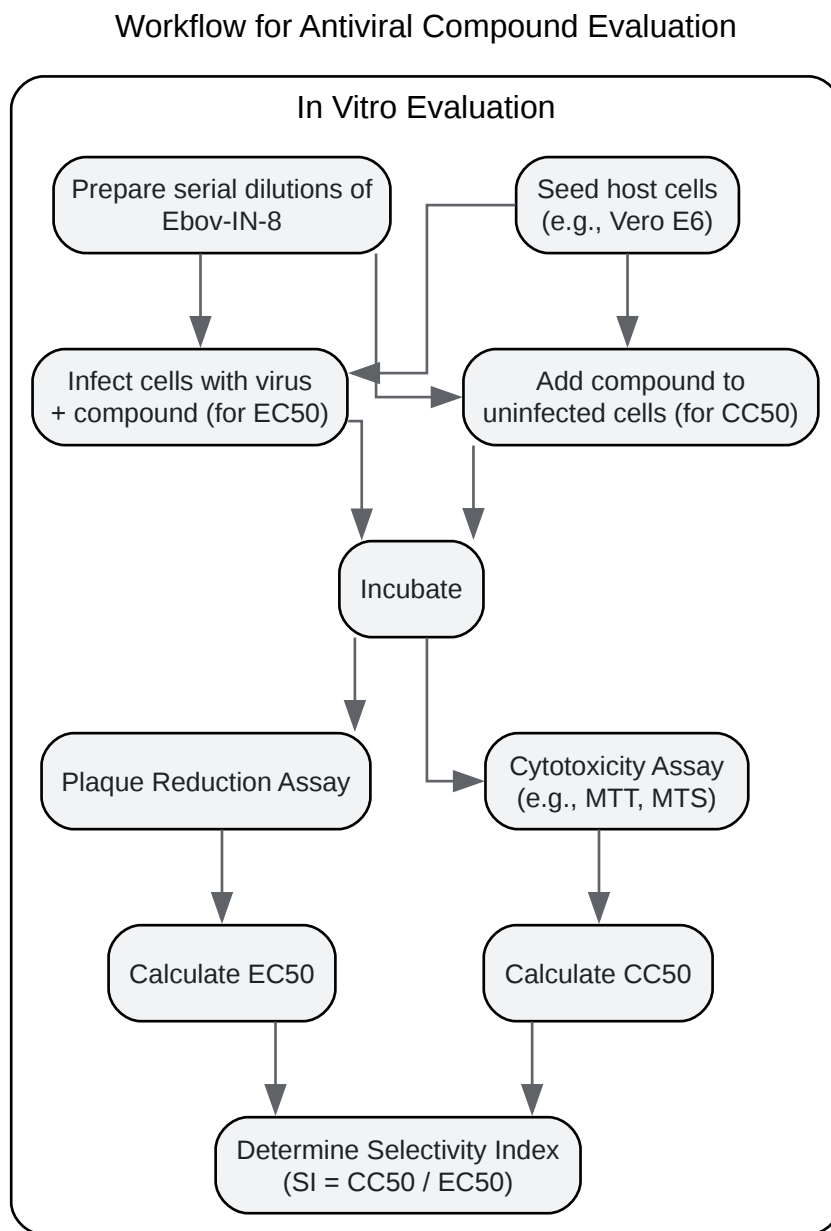 Workflow for Antiviral Compound Evaluation
In Vitro Evaluation
Prepare serial dilutions of
Ebov-IN-8
Seed host cells
(e.g., Vero E6)
Infect cells with virus
+ compound (for EC50)
Add compound to
uninfected cells (for CC50)
Incubate
Plaque Reduction Assay
Cytotoxicity Assay
(e.g., MTT, MTS)
Calculate EC50
Calculate CC50
Determine Selectivity Index
(SI = CC50 / EC50)